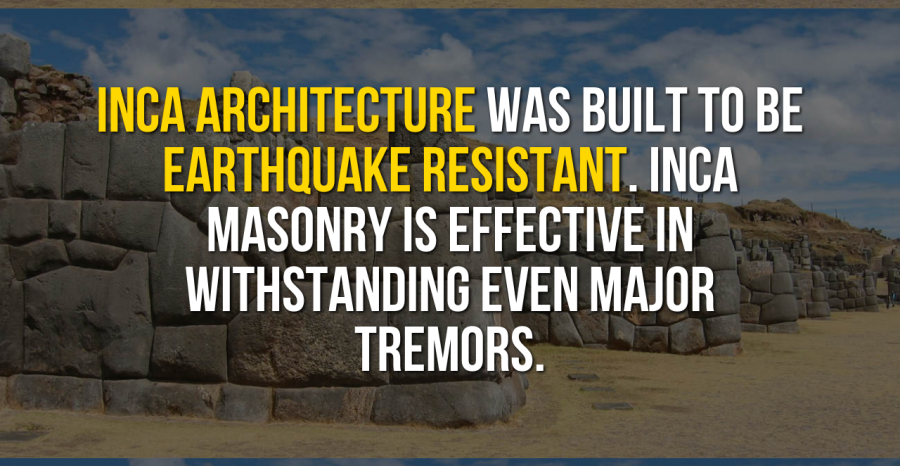 INCA ARCHITECTURE WAS BUILT TO BE
EARTHQUAKE RESISTANT. INCA
MASONRY IS EFFECTIVE IN
WITHSTANDING EVEN MAJOR
TREMORS.